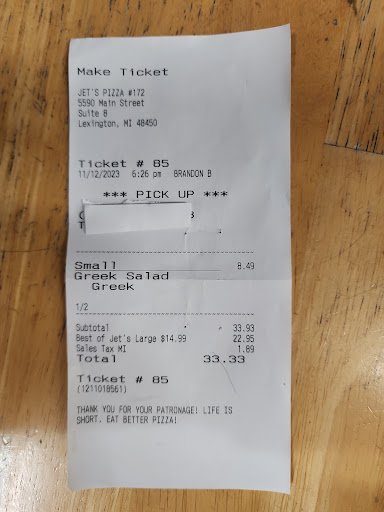 Make Ticket
JET'S PIZZA #172
5590 Main Street
Suite B
Lexington, MI 48450
Ticket # 85
11/12/2023 6:26 pm BRANDON B
*** PICK UP ***
Small 8.49
Greek Salad
Greek
1/2
Subtotal 33.93
Best of Jet's Large $14.99 22.95
Sales Tax MI 1.89
Total 33.33
Ticket # 85
(1211018561)
THANK YOU FOR YOUR PATRONAGE! LIFE IS
SHORT. EAT BETTER PIZZA!